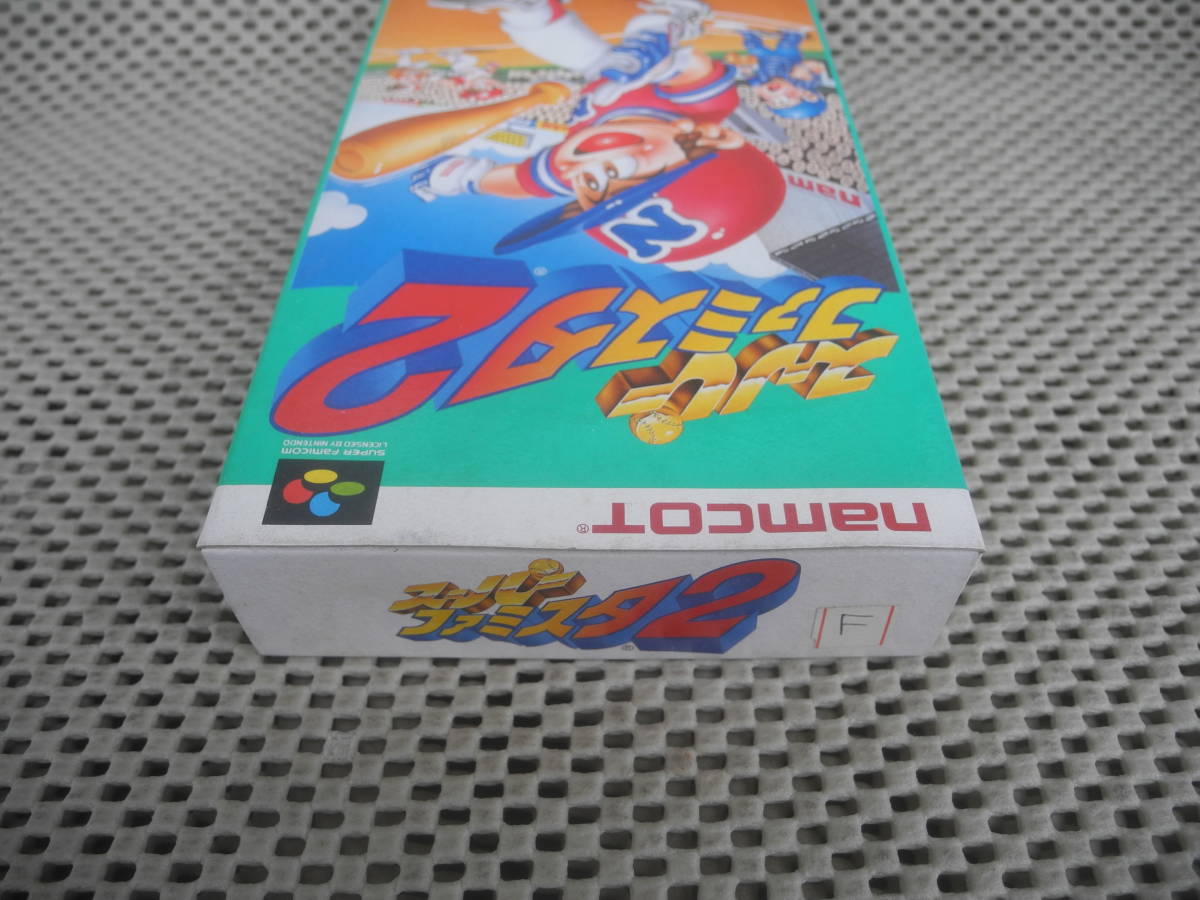 namcoT®
SUPER Famicom
LICENSED BY NINTENDO
スーパー
ファミスタ2®
N
nam
スーパー
ファミスタ2®
F